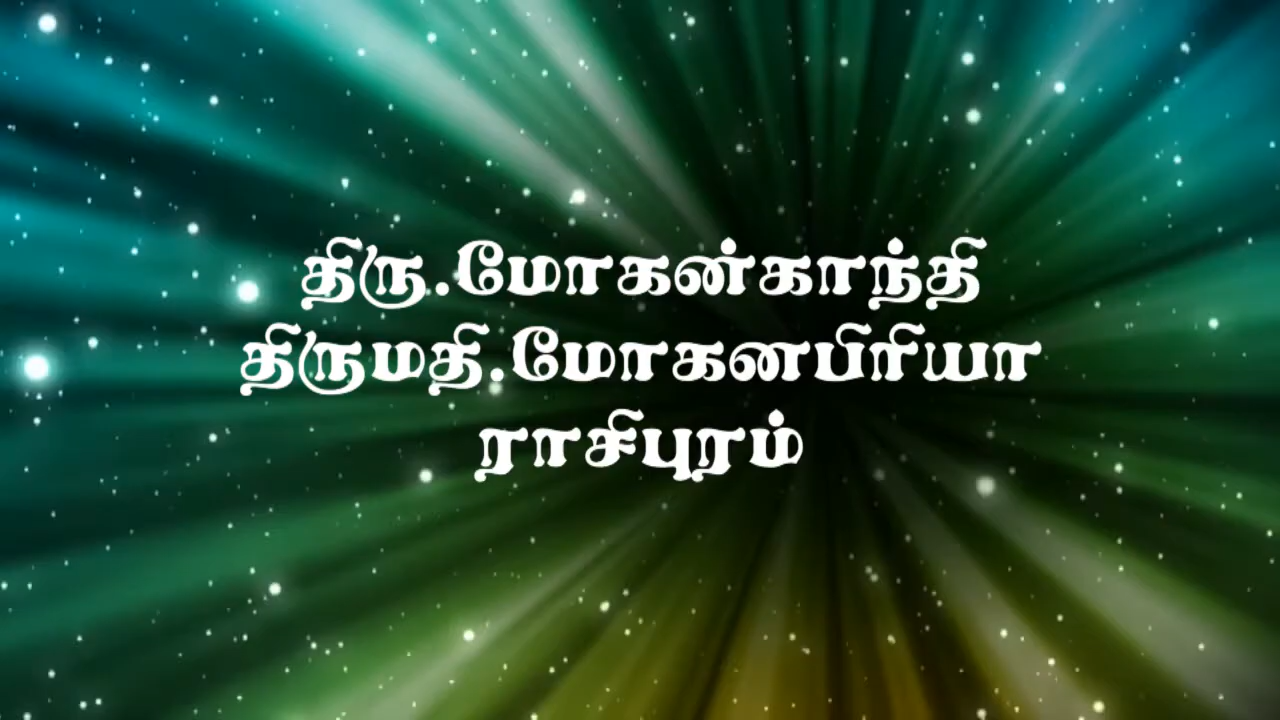 திரு.மோகன்காந்தி
திருமதி.மோகனபிரியா
ராசிபுரம்